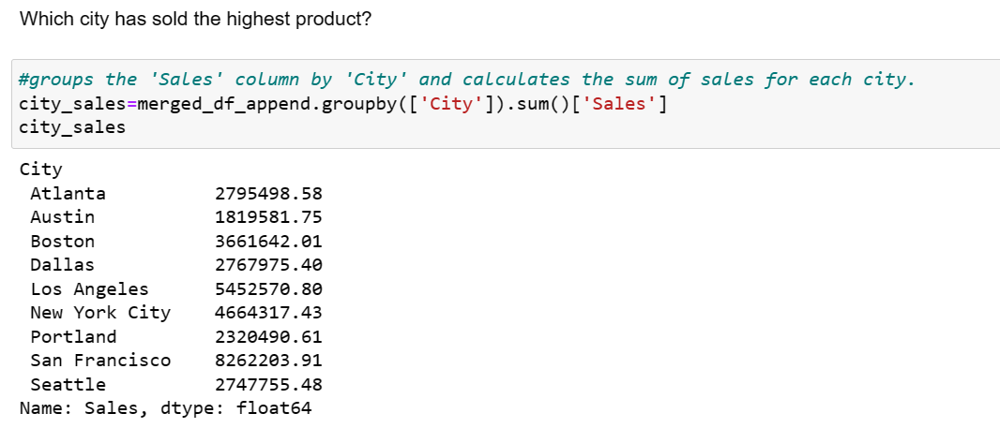 Which city has sold the highest product?
#groups the 'Sales' column by 'City' and calculates the sum of sales for each city.
city_sales=merged_df_append.groupby(['City']).sum()['Sales']
city_sales
City
Atlanta 2795498.58
Austin 1819581.75
Boston 3661642.01
Dallas 2767975.40
Los Angeles 5452570.80
New York City 4664317.43
Portland 2320490.61
San Francisco 8262203.91
Seattle 2747755.48
Name: Sales, dtype: float64